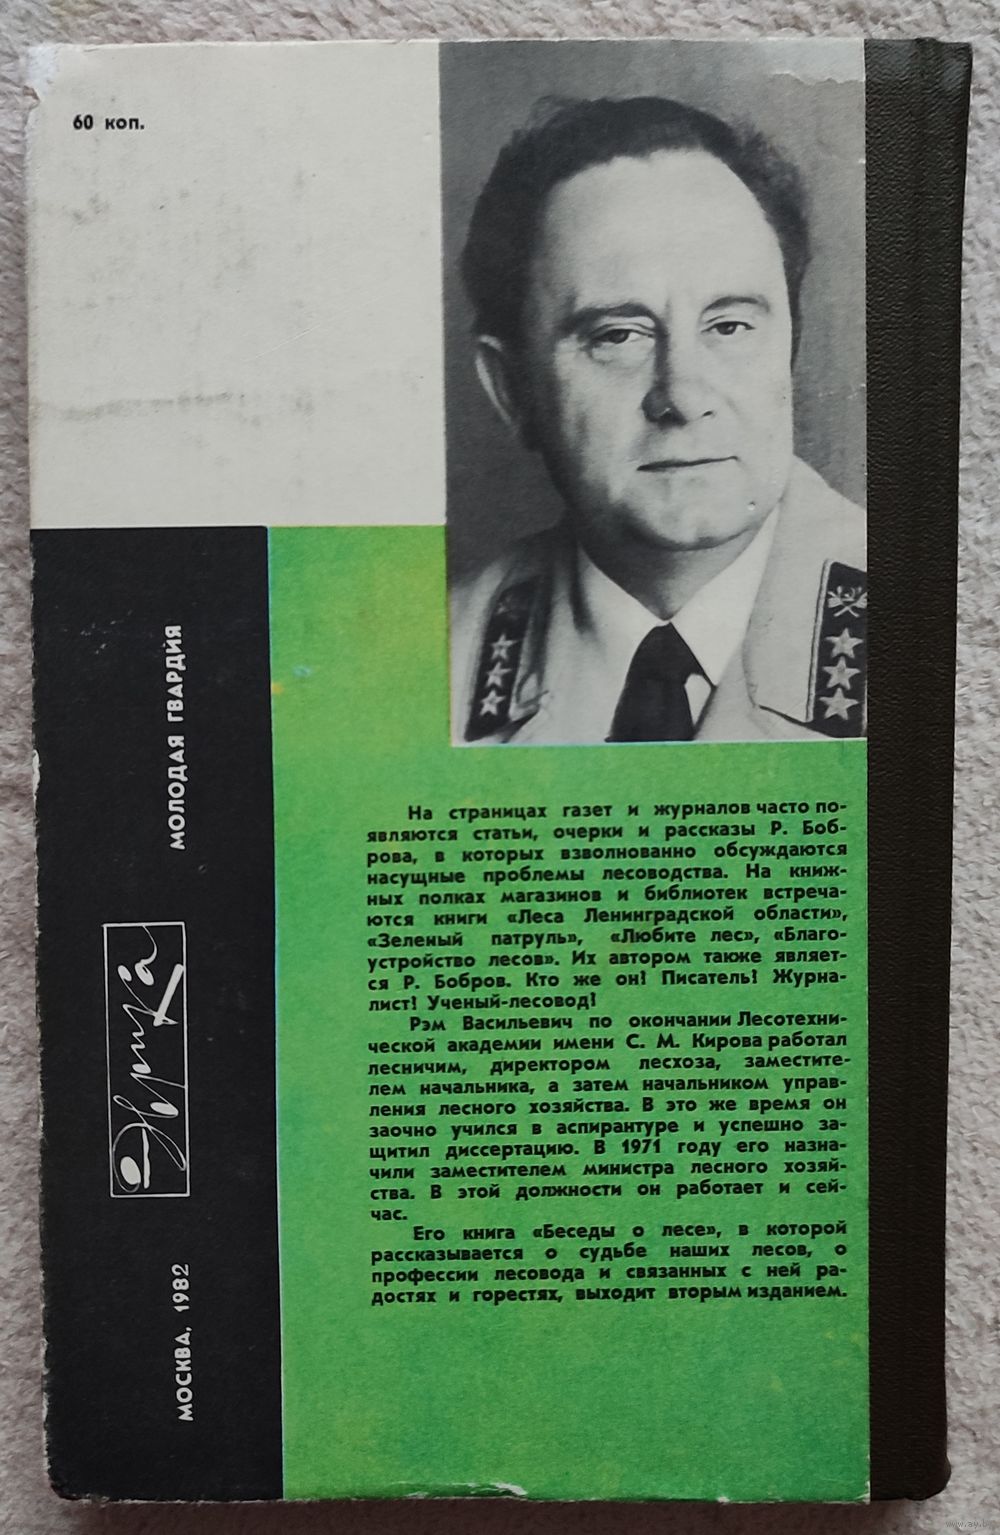 60 коп.
На страницах газет и журналов часто по-
являются статьи, очерки и рассказы Р. Боб-
рова, в которых взволнованно обсуждаются
насущные проблемы лесоводства. На книж-
ных полках магазинов и библиотек встреча-
ются книги «Леса Ленинградской области»,
«Зеленый патруль», «Любите лес», «Благо-
устройство лесов». Их автором также являет-
ся Р. Бобров. Кто же он? Писатель? Журна-
лист? Ученый-лесовод?
Рэм Васильевич по окончании Лесотехни-
ческой академии имени С. М. Кирова работал
лесничим, директором лесхоза, заместите-
лем начальника, а затем начальником управ-
ления лесного хозяйства. В это же время он
заочно учился в аспирантуре и успешно за-
щитил диссертацию. В 1971 году его назна-
чили заместителем министра лесного хозяй-
ства. В этой должности он работает и сей-
час.
Его книга «Беседы о лесе», в которой
рассказывается о судьбе наших лесов, о
профессии лесовода и связанных с ней ра-
достях и горестях, выходит вторым изданием.
МОСКВА, 1982
Эврика
МОЛОДАЯ ГВАРДИЯ
www.ay.by